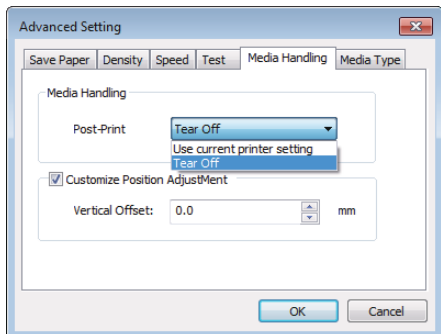 Advanced Setting
Save Paper Density Speed Test Media Handling Media Type
Media Handling
Post-Print Tear Off
Use current printer setting
Tear Off
Customize Position AdjustMent
Vertical Offset: 0.0 mm
OK Cancel